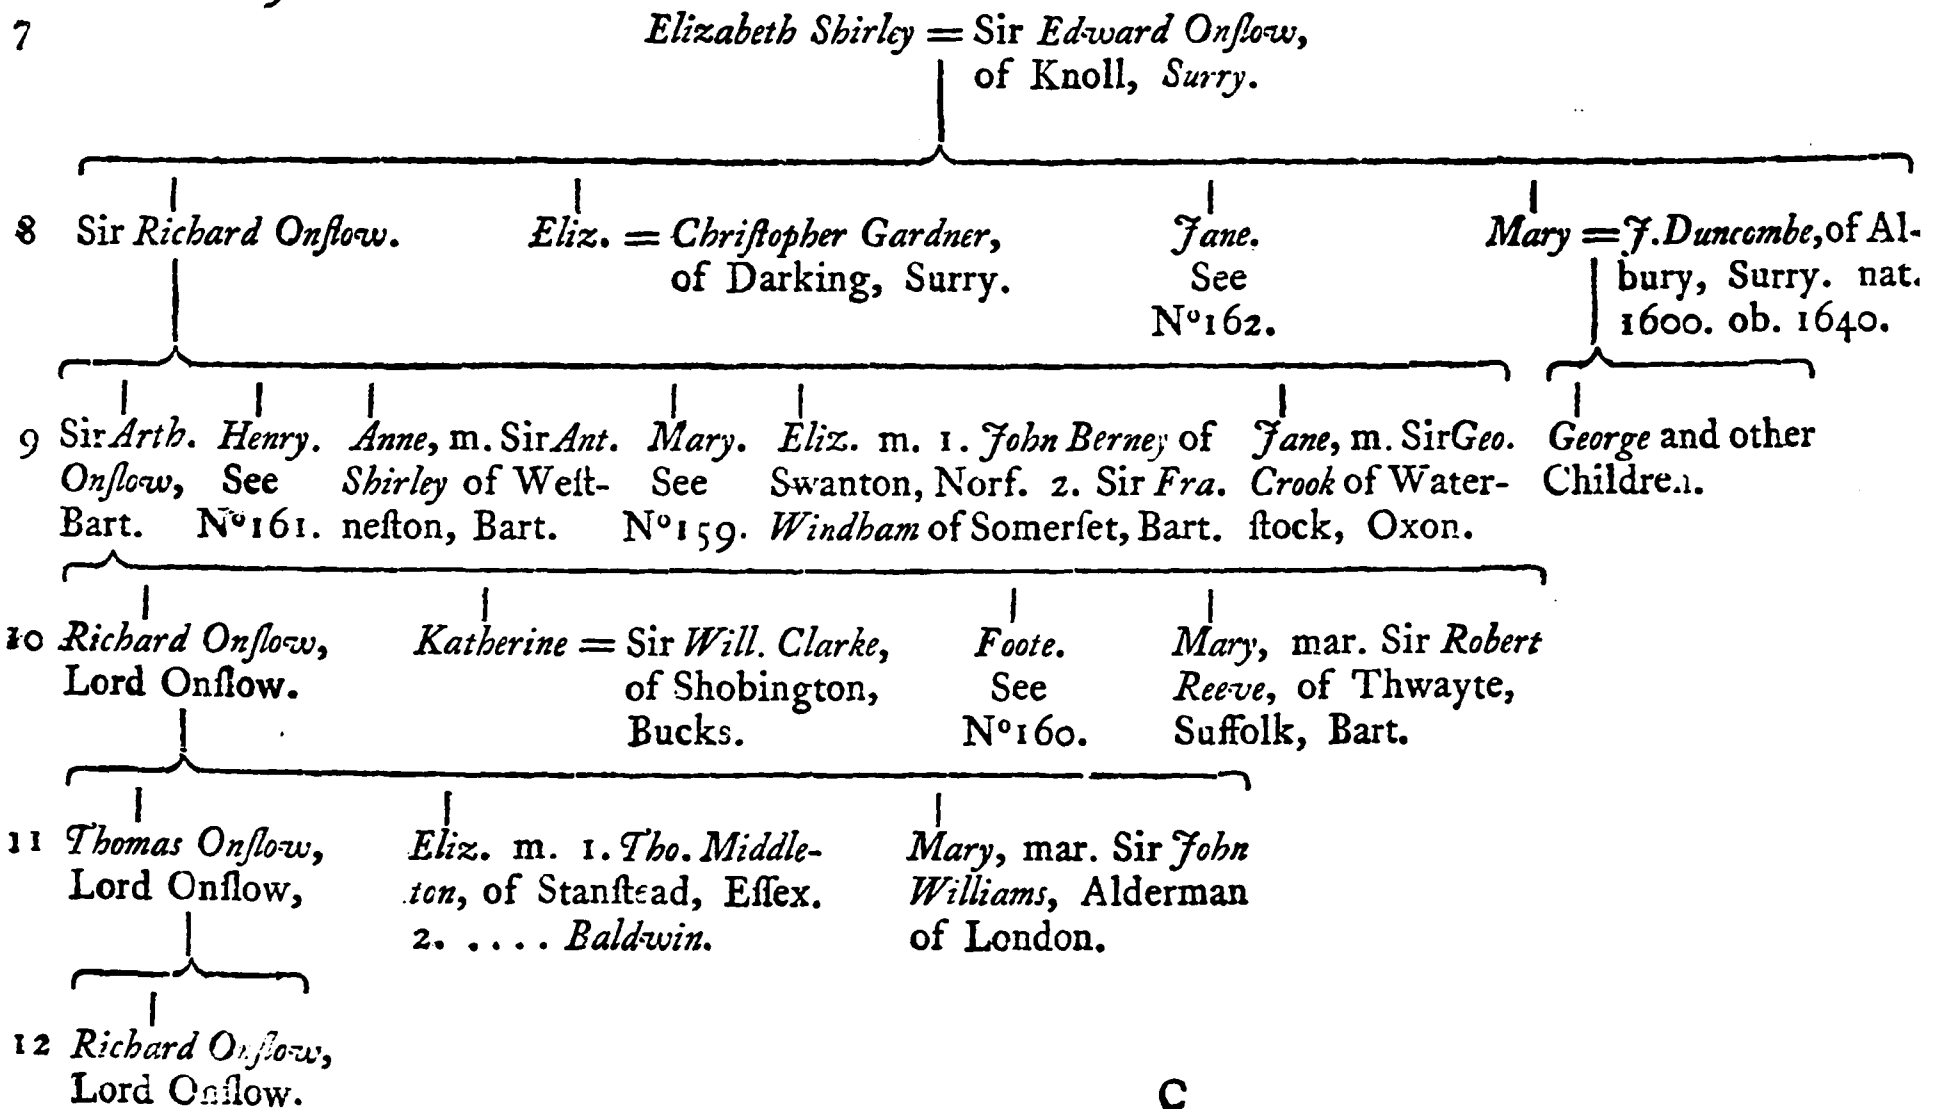 7 Elizabeth Shirley = Sir Edward Onſlow,
of Knoll, Surry.
8 Sir Richard Onſlow.
Eliz. = Chriſtopher Gardner,
of Darking, Surry.
Jane.
See
Nº162.
Mary = J. Duncombe, of Al-
bury, Surry. nat.
1600. ob. 1640.
9 Sir Arth.
Onſlow,
Bart.
Henry.
See
Nº161.
Anne, m. Sir Ant.
Shirley of Weſt-
neſton, Bart.
Mary.
See
Nº159.
Eliz. m. 1. John Berney of
Swanton, Norf. 2. Sir Fra.
Windham of Somerſet, Bart.
Jane, m. Sir Geo.
Crook of Water-
ſtock, Oxon.
George and other
Children.
10 Richard Onſlow,
Lord Onſlow.
Katherine = Sir Will. Clarke,
of Shobington,
Bucks.
Foote.
See
Nº160.
Mary, mar. Sir Robert
Reeve, of Thwayte,
Suffolk, Bart.
11 Thomas Onſlow,
Lord Onſlow,
Eliz. m. 1. Tho. Middle-
ton, of Stanſtead, Eſſex.
2. .... Baldwin.
Mary, mar. Sir John
Williams, Alderman
of London.
12 Richard Onſlow,
Lord Onſlow.
C